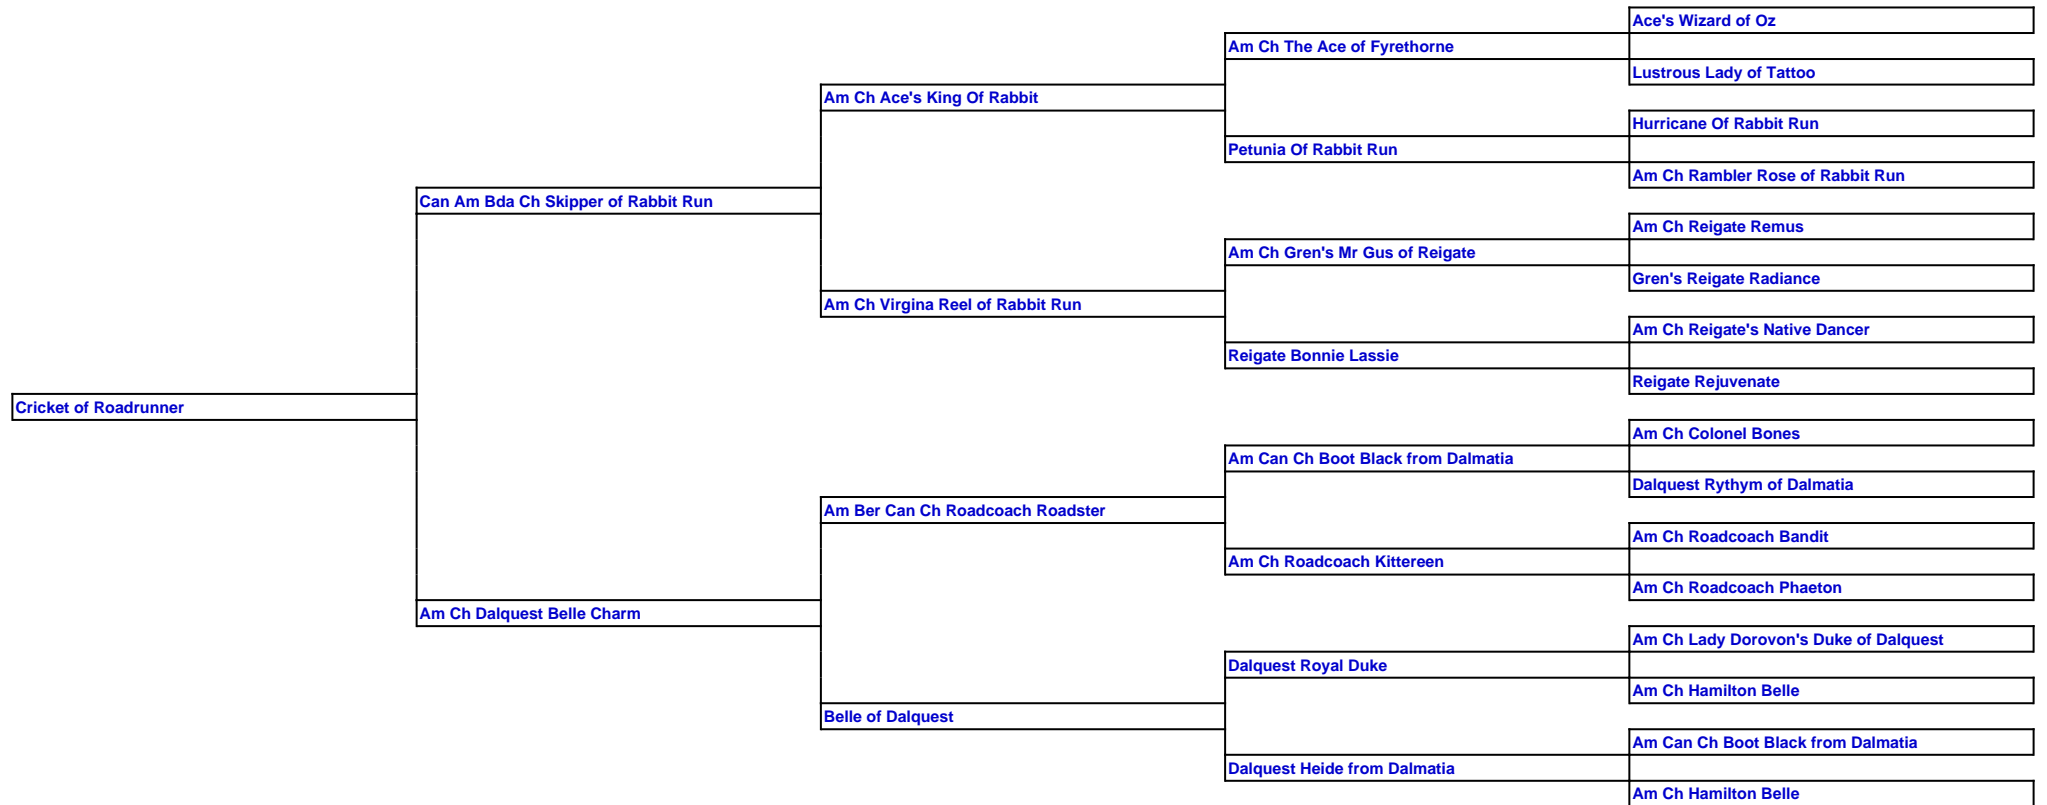 Ace's Wizard of Oz
Am Ch The Ace of Fyrethorne
Lustrous Lady of Tattoo
Am Ch Ace's King Of Rabbit
Hurricane Of Rabbit Run
Petunia Of Rabbit Run
Am Ch Rambler Rose of Rabbit Run
Can Am Bda Ch Skipper of Rabbit Run
Am Ch Reigate Remus
Am Ch Gren's Mr Gus of Reigate
Gren's Reigate Radiance
Am Ch Virgina Reel of Rabbit Run
Am Ch Reigate's Native Dancer
Reigate Bonnie Lassie
Reigate Rejuvenate
Cricket of Roadrunner
Am Ch Colonel Bones
Am Can Ch Boot Black from Dalmatia
Dalquest Rythym of Dalmatia
Am Ber Can Ch Roadcoach Roadster
Am Ch Roadcoach Bandit
Am Ch Roadcoach Kittereen
Am Ch Roadcoach Phaeton
Am Ch Dalquest Belle Charm
Am Ch Lady Dorovon's Duke of Dalquest
Dalquest Royal Duke
Am Ch Hamilton Belle
Belle of Dalquest
Am Can Ch Boot Black from Dalmatia
Dalquest Heide from Dalmatia
Am Ch Hamilton Belle